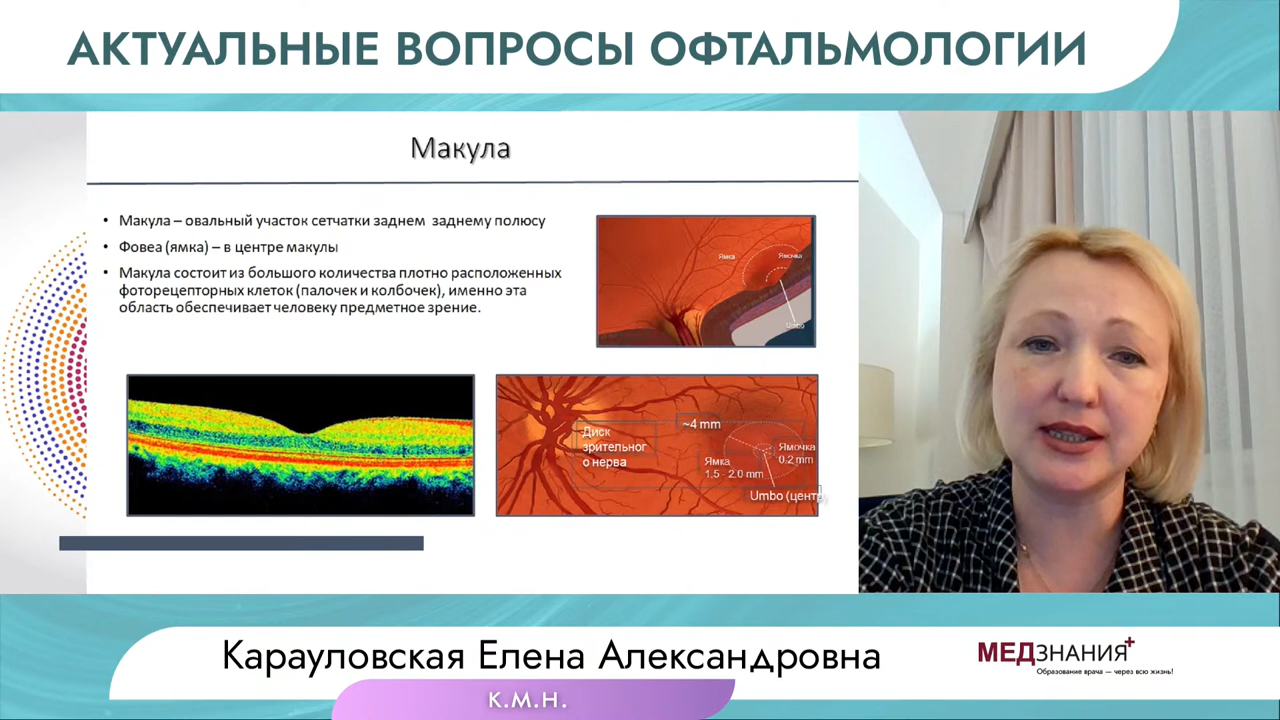 АКТУАЛЬНЫЕ ВОПРОСЫ ОФТАЛЬМОЛОГИИ
Макула
• Макула – овальный участок сетчатки заднем заднему полюсу
• Фовеа (ямка) – в центре макулы
• Макула состоит из большого количества плотно расположенных
фоторецепторных клеток (палочек и колбочек), именно эта
область обеспечивает человеку предметное зрение.
Ямка
Ямочка
Umbo
Диск
зрительног
о нерва
~4 mm
Ямка
1.5 - 2.0 mm
Ямочка
0.2 mm
Umbo (центр)
Карауловская Елена Александровна
к.м.н.
МЕДЗНАНИЯ+
Образование врача — через всю жизнь!